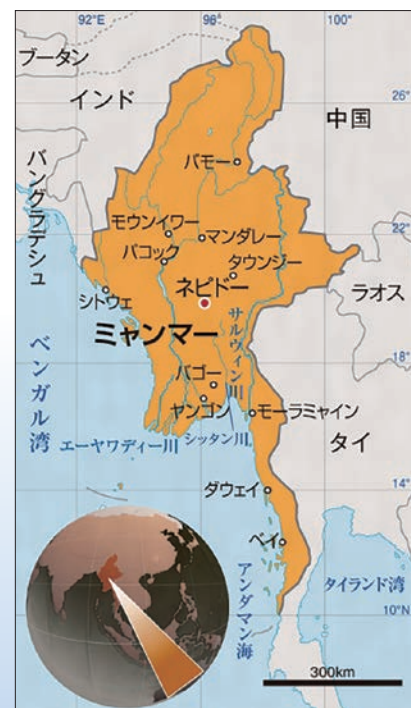 92°E
96°
100°
ブータン
インド
26°
中国
バングラデシュ
バモー
モウンイワー
22°
マンダレー
パコック
タウンジー
ネピドー
シトウェ
ラオス
ミャンマー
サルウィン川
ベンガル湾
18°
バゴー
ヤンゴン
モーラミャイン
シッタン川
エーヤワディー川
タイ
ダウェイ
14°
ベイ
アンダマン海
タイランド湾
10°N
300km